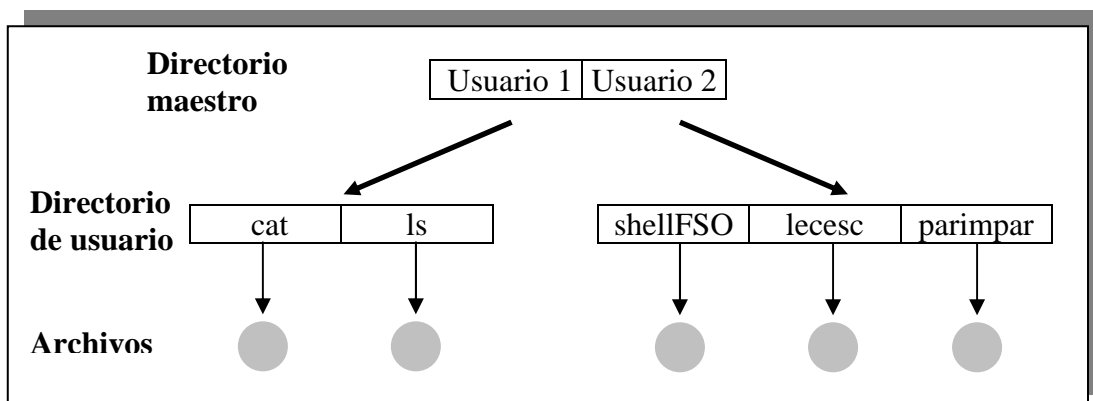 Directorio
maestro
Usuario 1 Usuario 2
Directorio
de usuario
cat ls shellFSO lecesc parimpar
Archivos